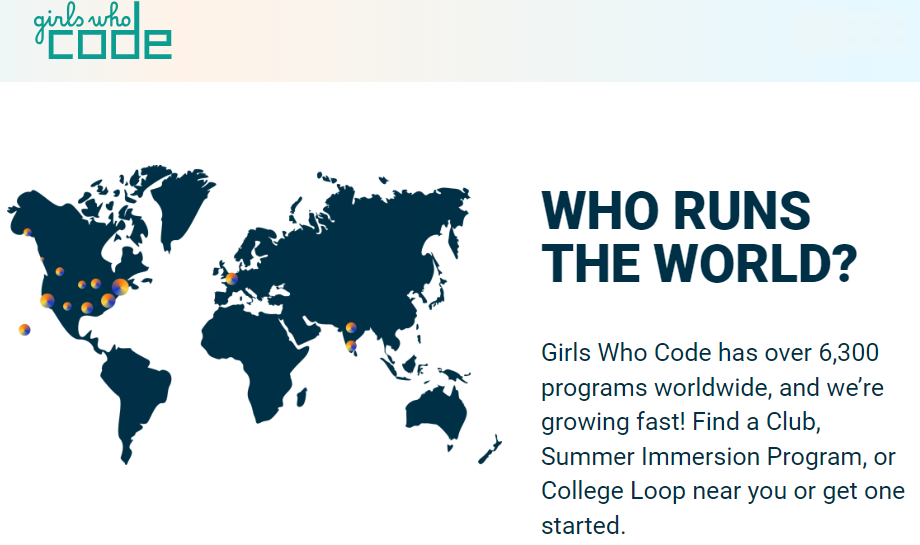 girls who
code
WHO RUNS
THE WORLD?
Girls Who Code has over 6,300
programs worldwide, and we’re
growing fast! Find a Club,
Summer Immersion Program, or
College Loop near you or get one
started.